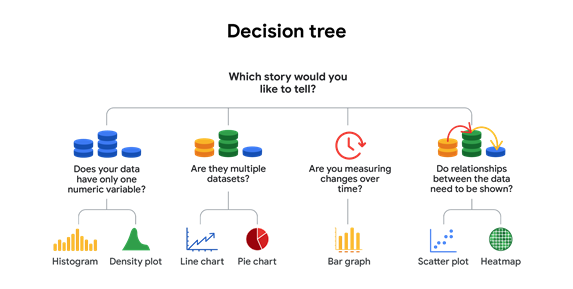 Decision tree
Which story would you
like to tell?
Does your data
have only one
numeric variable?
Are they multiple
datasets?
Are you measuring
changes over
time?
Do relationships
between the data
need to be shown?
Histogram
Density plot
Line chart
Pie chart
Bar graph
Scatter plot
Heatmap